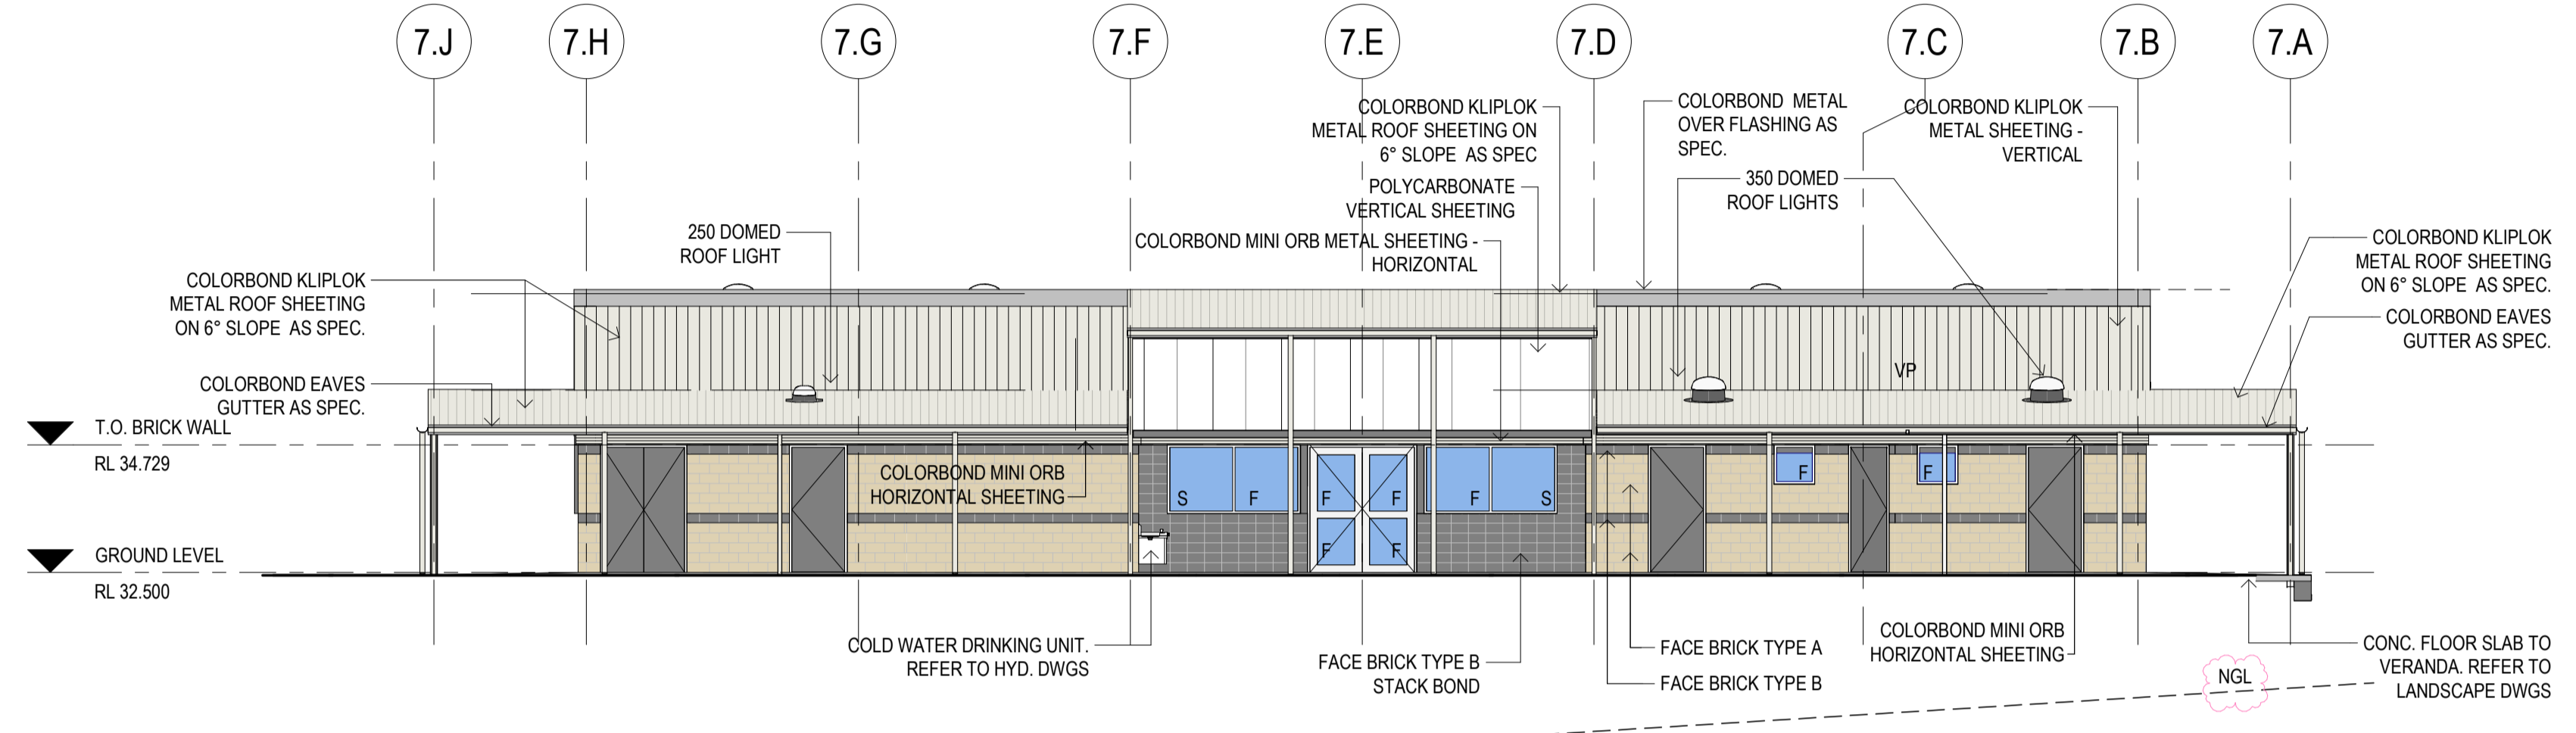 7.J
7.H
7.G
7.F
7.E
7.D
7.C
7.B
7.A
COLORBOND KLIPLOK
METAL ROOF SHEETING ON
6° SLOPE AS SPEC
COLORBOND METAL
OVER FLASHING AS
SPEC.
COLORBOND KLIPLOK
METAL SHEETING -
VERTICAL
POLYCARBONATE
VERTICAL SHEETING
350 DOMED
ROOF LIGHTS
250 DOMED
ROOF LIGHT
COLORBOND MINI ORB METAL SHEETING -
HORIZONTAL
COLORBOND KLIPLOK
METAL ROOF SHEETING
ON 6° SLOPE AS SPEC.
COLORBOND KLIPLOK
METAL ROOF SHEETING
ON 6° SLOPE AS SPEC.
COLORBOND EAVES
GUTTER AS SPEC.
COLORBOND EAVES
GUTTER AS SPEC.
VP
T.O. BRICK WALL
RL 34.729
COLORBOND MINI ORB
HORIZONTAL SHEETING
S
F
F
F
F
S
F
F
F
F
GROUND LEVEL
RL 32.500
COLD WATER DRINKING UNIT.
REFER TO HYD. DWGS
FACE BRICK TYPE B
STACK BOND
FACE BRICK TYPE A
FACE BRICK TYPE B
COLORBOND MINI ORB
HORIZONTAL SHEETING
CONC. FLOOR SLAB TO
VERANDA. REFER TO
LANDSCAPE DWGS
NGL